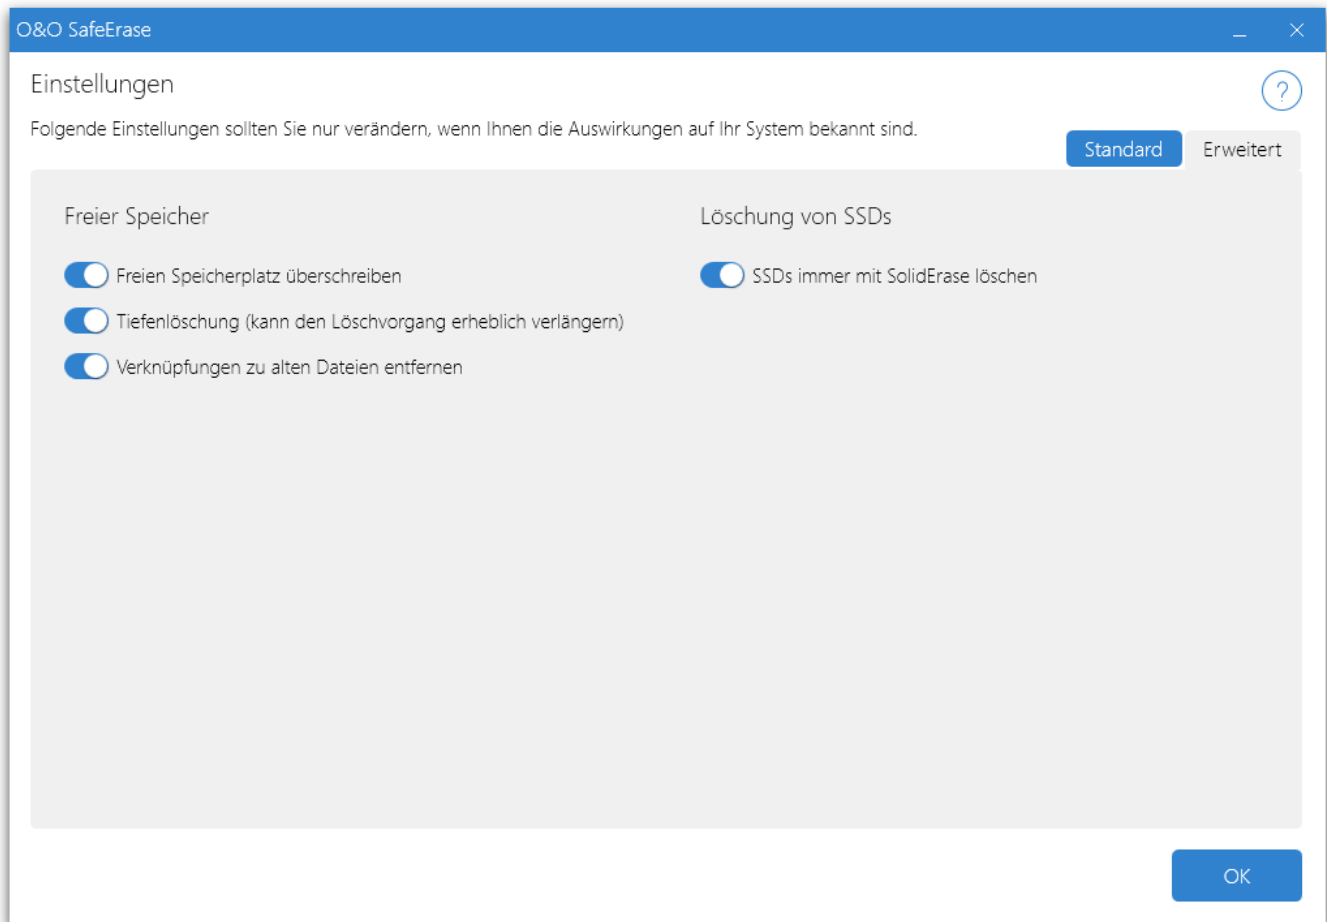 O&O SafeErase
Einstellungen
?
Folgende Einstellungen sollten Sie nur verändern, wenn Ihnen die Auswirkungen auf Ihr System bekannt sind.
Standard
Erweitert
Freier Speicher
Freien Speicherplatz überschreiben
Tiefenlöschung (kann den Löschvorgang erheblich verlängern)
Verknüpfungen zu alten Dateien entfernen
Löschung von SSDs
SSDs immer mit SolidErase löschen
OK